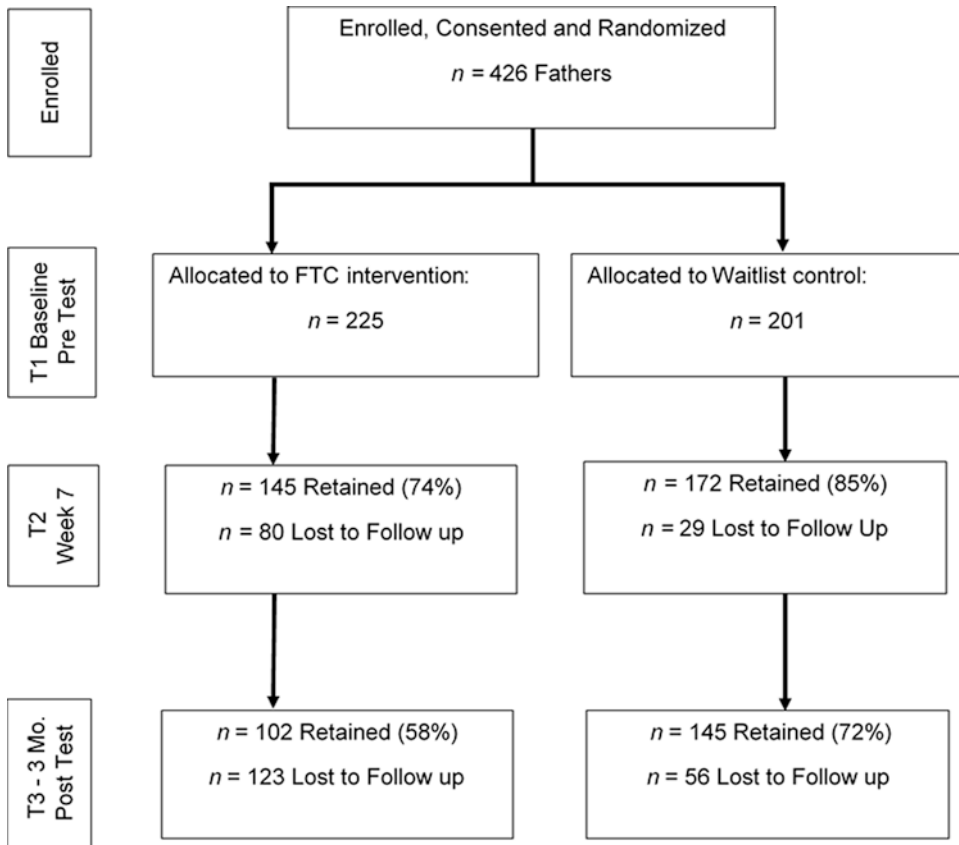 Enrolled
Enrolled, Consented and Randomized
n = 426 Fathers
T1 Baseline
Pre Test
Allocated to FTC intervention:
n = 225
Allocated to Waitlist control:
n = 201
T2
Week 7
n = 145 Retained (74%)
n = 80 Lost to Follow up
n = 172 Retained (85%)
n = 29 Lost to Follow Up
T3 - 3 Mo.
Post Test
n = 102 Retained (58%)
n = 123 Lost to Follow up
n = 145 Retained (72%)
n = 56 Lost to Follow up